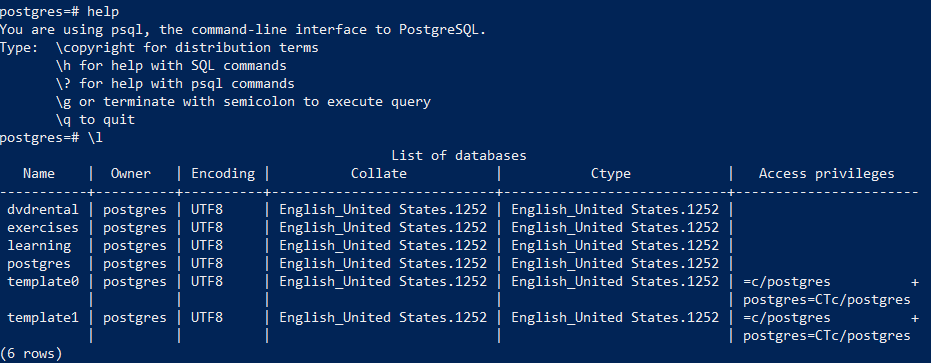 postgres=# help
You are using psql, the command-line interface to PostgreSQL.
Type:  \copyright for distribution terms
       \h for help with SQL commands
       \? for help with psql commands
       \g or terminate with semicolon to execute query
       \q to quit
postgres=# \l
                                                List of databases
   Name    |  Owner   | Encoding |          Collate           |           Ctype            |   Access privileges
-----------+----------+----------+----------------------------+----------------------------+-----------------------
 dvdrental | postgres | UTF8     | English_United States.1252 | English_United States.1252 |
 exercises | postgres | UTF8     | English_United States.1252 | English_United States.1252 |
 learning  | postgres | UTF8     | English_United States.1252 | English_United States.1252 |
 postgres  | postgres | UTF8     | English_United States.1252 | English_United States.1252 |
 template0 | postgres | UTF8     | English_United States.1252 | English_United States.1252 | =c/postgres          +
           |          |          |                            |                            | postgres=CTc/postgres
 template1 | postgres | UTF8     | English_United States.1252 | English_United States.1252 | =c/postgres          +
           |          |          |                            |                            | postgres=CTc/postgres
(6 rows)